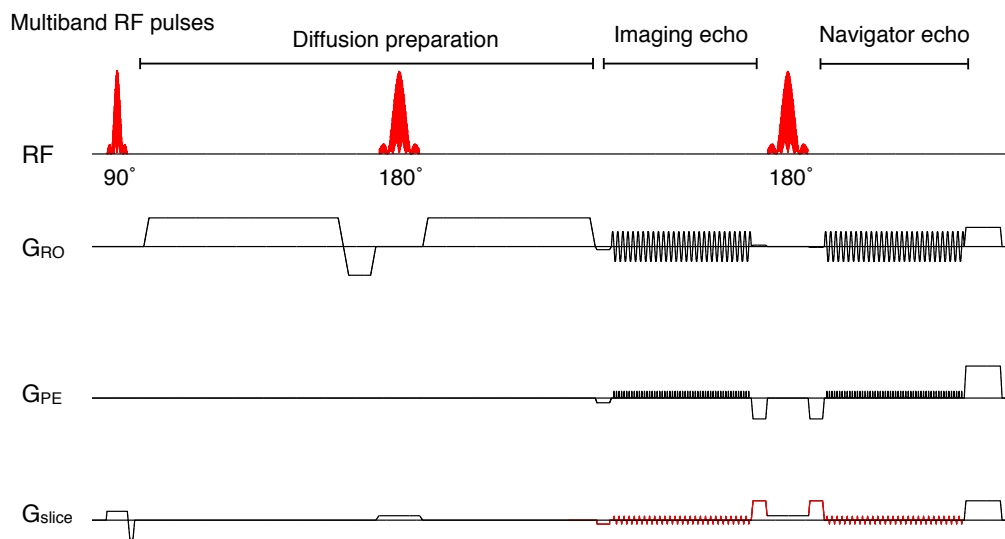 Multiband RF pulses
Diffusion preparation
Imaging echo
Navigator echo
RF
90°
180°
180°
GRO
GPE
Gslice